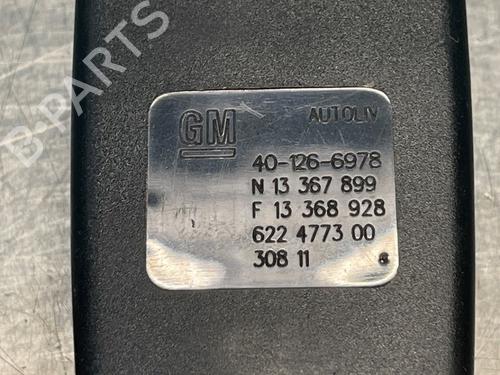 GM AUTOLIV
40-126-6978
N 13 367 899
F 13 368 928
622 4773 00
308 11
B-PARTS